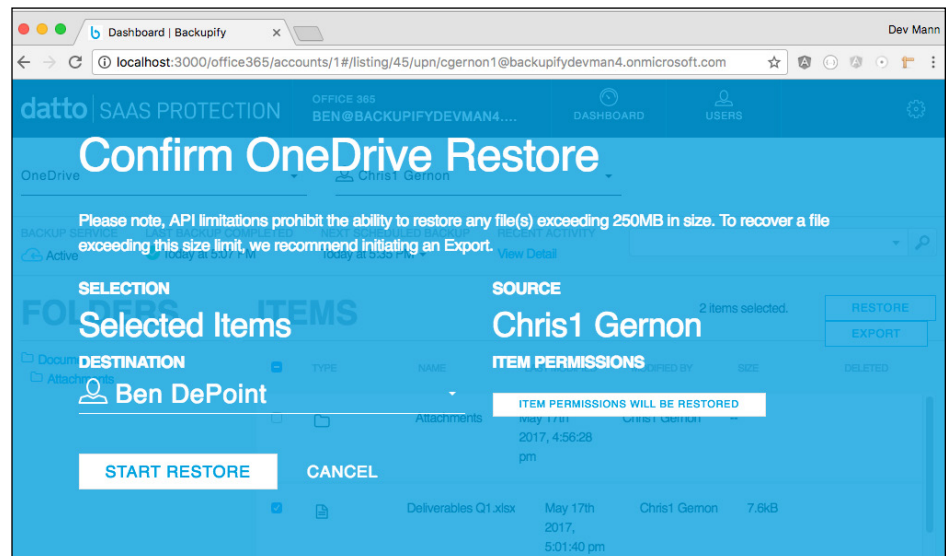 Dashboard | Backupify
Dev Mann
localhost:3000/office365/accounts/1#/listing/45/upn/cgernon1@backupifydevman4.onmicrosoft.com
datto SAAS PROTECTION
OFFICE 365
BEN@BACKUPIFYDEVMAN4....
DASHBOARD
USERS
Confirm OneDrive Restore
OneDrive
Chris1 Gernon
Please note, API limitations prohibit the ability to restore any file(s) exceeding 250MB in size. To recover a file
exceeding this size limit, we recommend initiating an Export.
BACKUP SERVICE
LAST BACKUP COMPLETED
NEXT SCHEDULED BACKUP
RECENT ACTIVITY
Active
Today at 5:07 PM
Today at 5:35 PM
View Detail
SELECTION
SOURCE
FOLDERS
ITEMS
2 items selected.
RESTORE
EXPORT
Selected Items
Chris1 Gernon
DESTINATION
ITEM PERMISSIONS
Attachments
TYPE
NAME
MODIFIED BY
SIZE
DELETED
Ben DePoint
ITEM PERMISSIONS WILL BE RESTORED
Attachments
May 17th
2017, 4:56:28
pm
Chris1 Gernon
--
START RESTORE
CANCEL
Deliverables Q1.xlsx
May 17th
2017,
5:01:40 pm
Chris1 Gernon
7.6kB